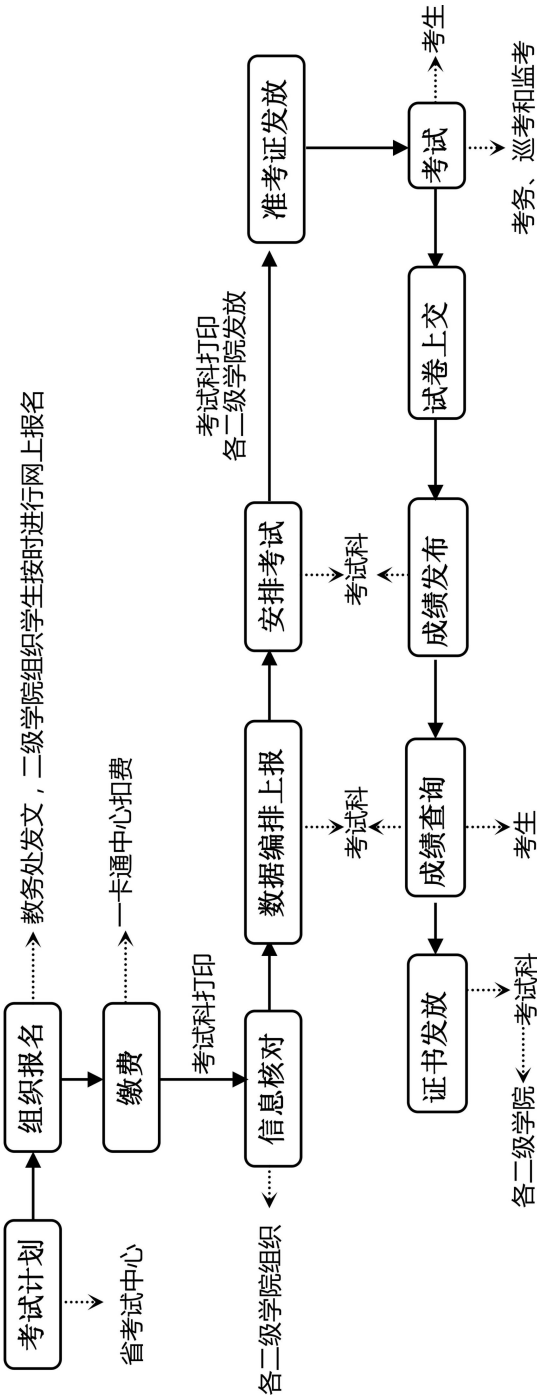 考试计划
省考试中心
组织报名
教务处发文，二级学院组织学生按时进行网上报名
缴费
一卡通中心扣费
考试科打印
信息核对
各二级学院组织
数据编排上报
考试科
安排考试
考试科
考试科打印
各二级学院发放
准考证发放
考试
考生
考务、巡考和监考
试卷上交
成绩发布
成绩查询
考生
证书发放
考试科
各二级学院